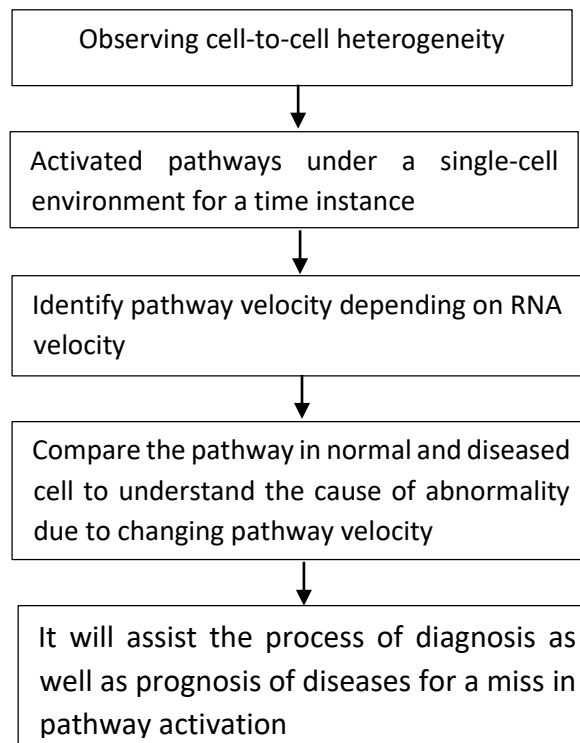 Observing cell-to-cell heterogeneity
Activated pathways under a single-cell
environment for a time instance
Identify pathway velocity depending on RNA
velocity
Compare the pathway in normal and diseased
cell to understand the cause of abnormality
due to changing pathway velocity
It will assist the process of diagnosis as
well as prognosis of diseases for a miss in
pathway activation